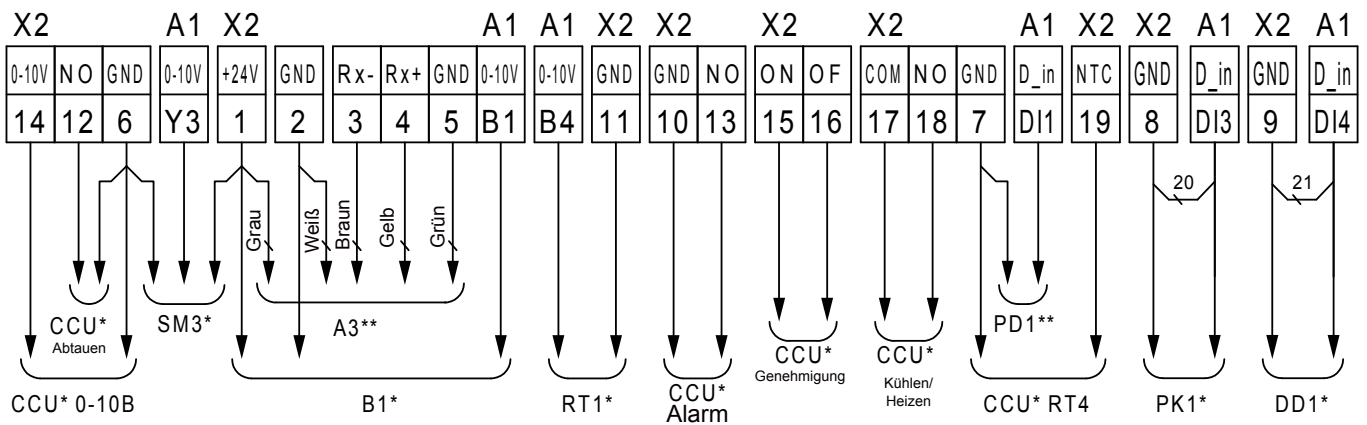 X2 A1 X2 A1 A1 X2 X2 X2 X2 A1 X2 A1 X2 A1
0-10V NO GND 0-10V +24V GND Rx- Rx+ GND 0-10V 0-10V GND GND NO ON OF COM NO GND D_in NTC GND D_in GND D_in
14 12 6 Y3 1 2 3 4 5 B1 B4 11 10 13 15 16 17 18 7 DI1 19 8 DI3 9 DI4
20 21
Grau Weiß Braun Gelb Grün
CCU*
Abtauen
SM3*
A3**
PD1**
CCU*
Genehmigung
CCU*
Kühlen/
Heizen
CCU* 0-10B
B1*
RT1*
CCU*
Alarm
CCU* RT4
PK1*
DD1*